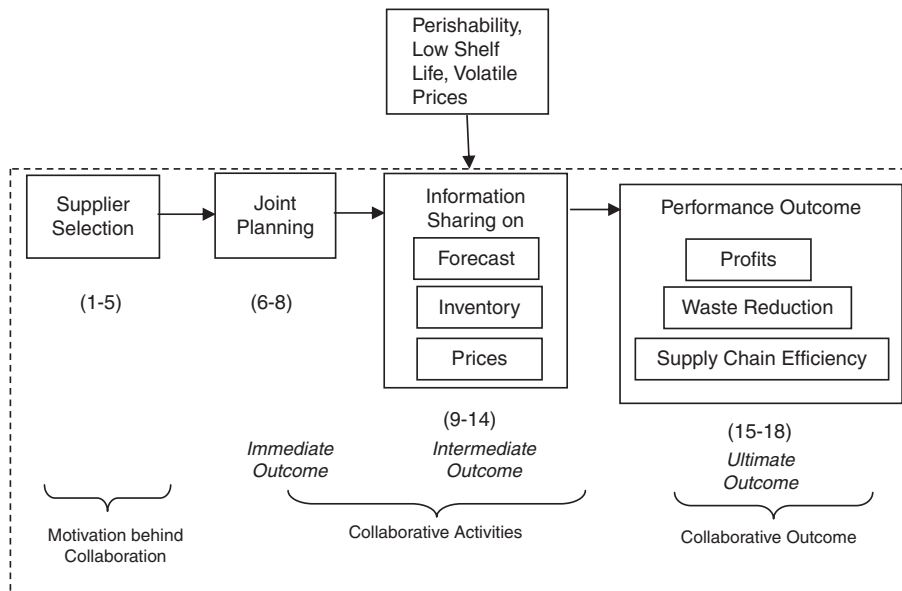 Perishability,
Low Shelf
Life, Volatile
Prices
Supplier
Selection
Joint
Planning
Information
Sharing on
Forecast
Inventory
Prices
Performance Outcome
Profits
Waste Reduction
Supply Chain Efficiency
(1-5)
(6-8)
(9-14)
(15-18)
Immediate
Outcome
Intermediate
Outcome
Ultimate
Outcome
Motivation behind
Collaboration
Collaborative Activities
Collaborative Outcome